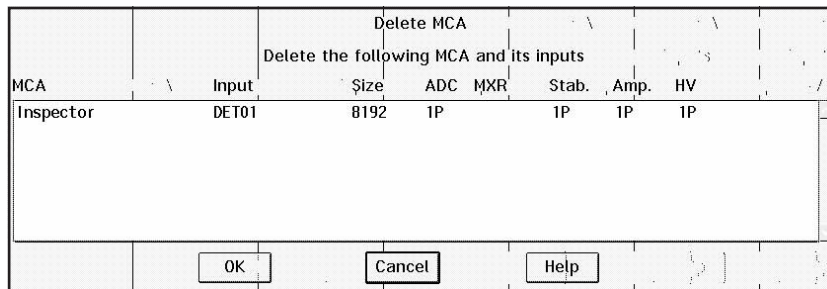 Delete MCA
Delete the following MCA and its inputs
MCA Input Size ADC MXR Stab. Amp. HV
Inspector DET01 8192 1P 1P 1P 1P
OK Cancel Help